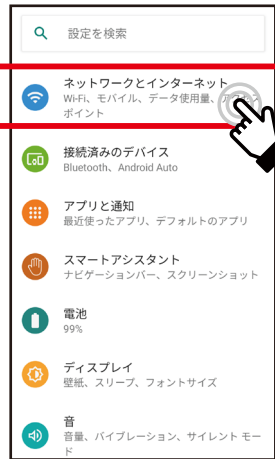 設定を検索
ネットワークとインターネット
Wi-Fi、モバイル、データ使用量、アクセス
ポイント
接続済みのデバイス
Bluetooth、Android Auto
アプリと通知
最近使ったアプリ、デフォルトのアプリ
スマートアシスタント
ナビゲーションバー、スクリーンショット
電池
99%
ディスプレイ
壁紙、スリープ、フォントサイズ
音
音量、バイブレーション、サイレント モー
ド